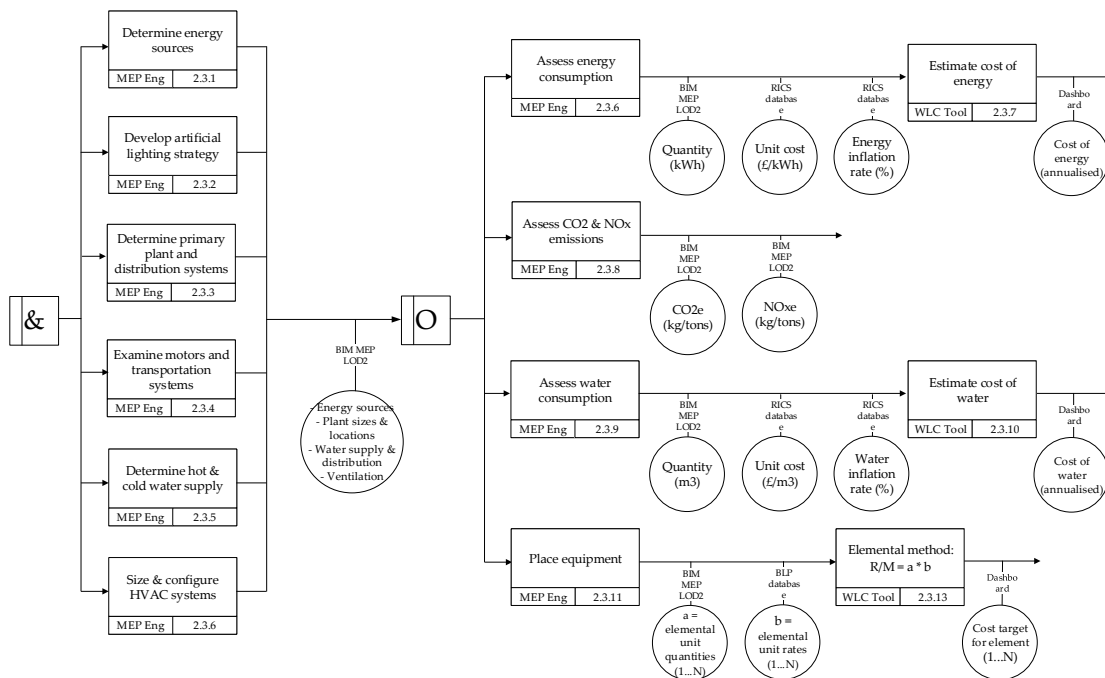 Determine energy
sources
MEP Eng 2.3.1
Develop artificial
lighting strategy
MEP Eng 2.3.2
Determine primary
plant and
distribution systems
MEP Eng 2.3.3
&
Examine motors and
transportation
systems
MEP Eng 2.3.4
Determine hot &
cold water supply
MEP Eng 2.3.5
Size & configure
HVAC systems
MEP Eng 2.3.6
BIM MEP
LOD2
- Energy sources
- Plant sizes &
locations
- Water supply &
distribution
- Ventilation
O
Assess energy
consumption
MEP Eng 2.3.6
BIM
MEP
LOD2
Quantity
(kWh)
RICS
databas
e
Unit cost
(£/kWh)
RICS
databas
e
Energy
inflation
rate (%)
Estimate cost of
energy
WLC Tool 2.3.7
Dashbo
ard
Cost of
energy
(annualised)
Assess CO2 & NOx
emissions
MEP Eng 2.3.8
BIM
MEP
LOD2
CO2e
(kg/tons)
BIM
MEP
LOD2
NOxe
(kg/tons)
Assess water
consumption
MEP Eng 2.3.9
BIM
MEP
LOD2
Quantity
(m3)
RICS
databas
e
Unit cost
(£/m3)
RICS
databas
e
Water
inflation
rate (%)
Estimate cost of
water
WLC Tool 2.3.10
Dashbo
ard
Cost of
water
(annualised)
Place equipment
MEP Eng 2.3.11
BIM
MEP
LOD2
a =
elemental
unit
quantities
(1...N)
BLP
databas
e
b =
elemental
unit rates
(1...N)
Elemental method:
R/M = a * b
WLC Tool 2.3.13
Dashbo
ard
Cost target
for element
(1...N)